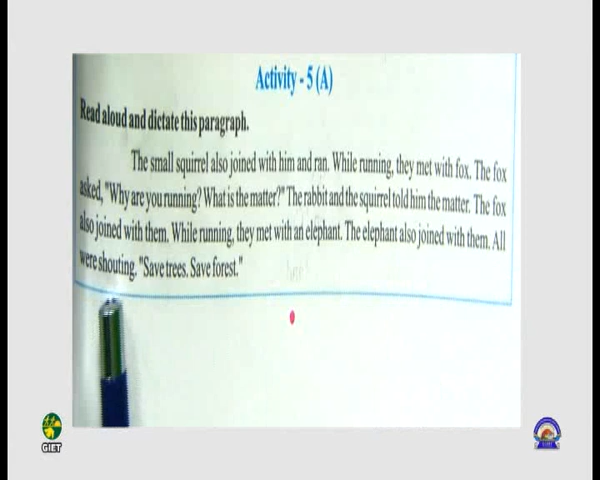 Activity - 5 (A)
Read aloud and dictate this paragraph.
The small squirrel also joined with him and ran. While running, they met with fox. The fox
asked, "Why are you running? What is the matter?" The rabbit and the squirrel told him the matter. The fox
also joined with them. While running, they met with an elephant. The elephant also joined with them. All
were shouting. "Save trees. Save forest."
GIET